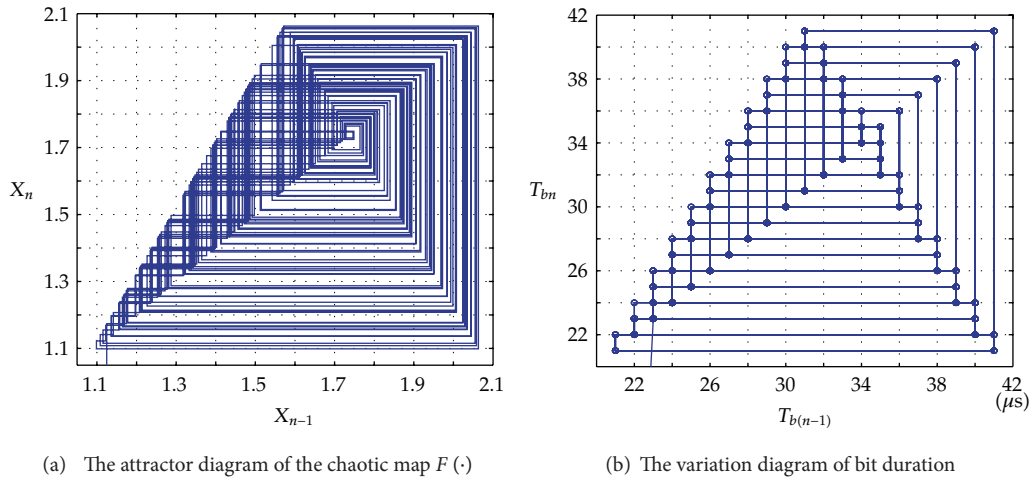 2.1
1.9
1.7
1.5
1.3
1.1
X_n
1.1 1.3 1.5 1.7 1.9 2.1
X_{n−1}
(a) The attractor diagram of the chaotic map F (·)
42
38
34
30
26
22
T_{bn}
22 26 30 34 38 42
(μs)
T_{b(n−1)}
(b) The variation diagram of bit duration